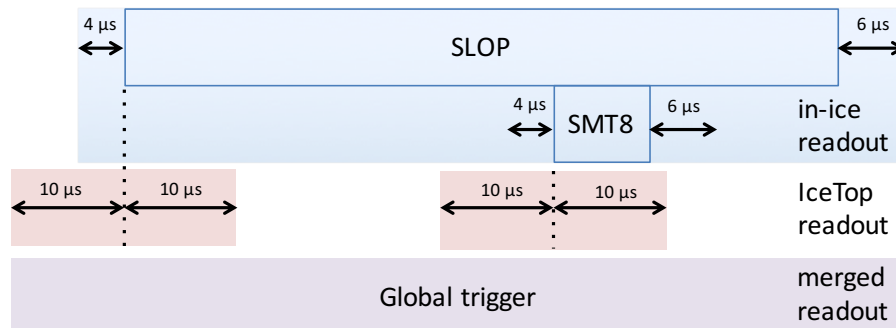 4 µs
SLOP
6 µs
4 µs
SMT8
6 µs
in-ice
readout
10 µs
10 µs
10 µs
10 µs
IceTop
readout
Global trigger
merged
readout